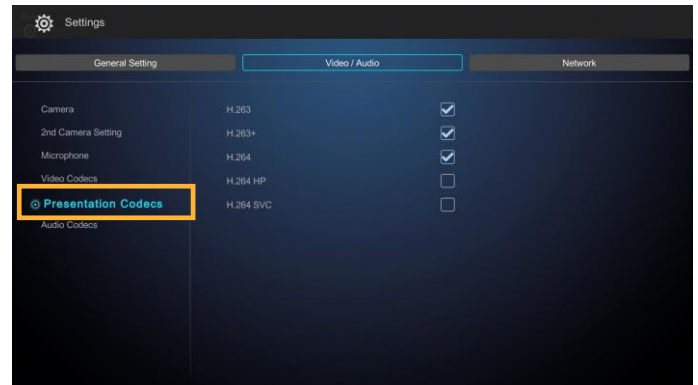 Settings
General Setting Video / Audio Network
Camera H.263
2nd Camera Setting H.263+
Microphone H.264
Video Codecs H.264 HP
Presentation Codecs H.264 SVC
Audio Codecs